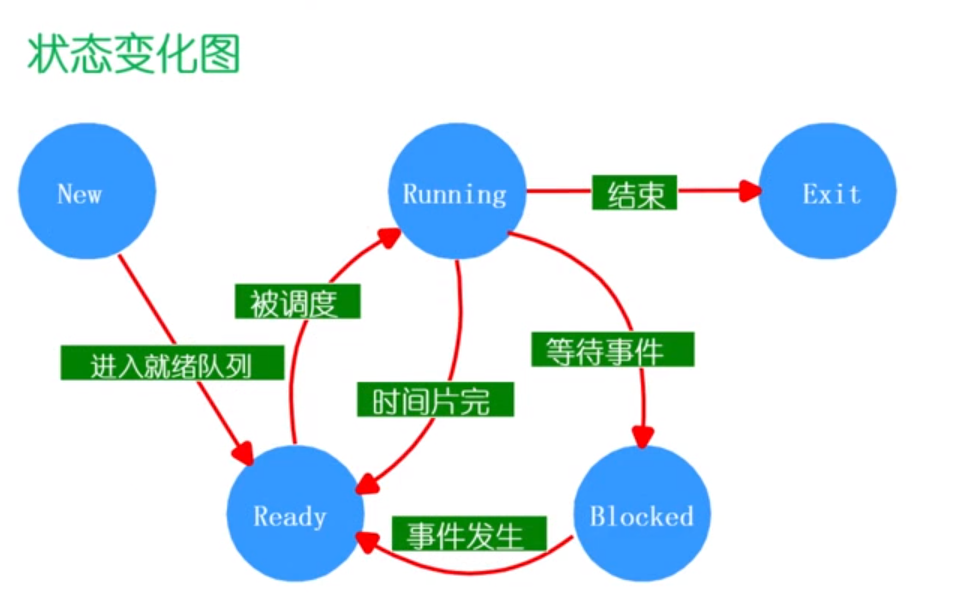 状态变化图
New
Running
结束
Exit
被调度
进入就绪队列
等待事件
时间片完
Ready
事件发生
Blocked